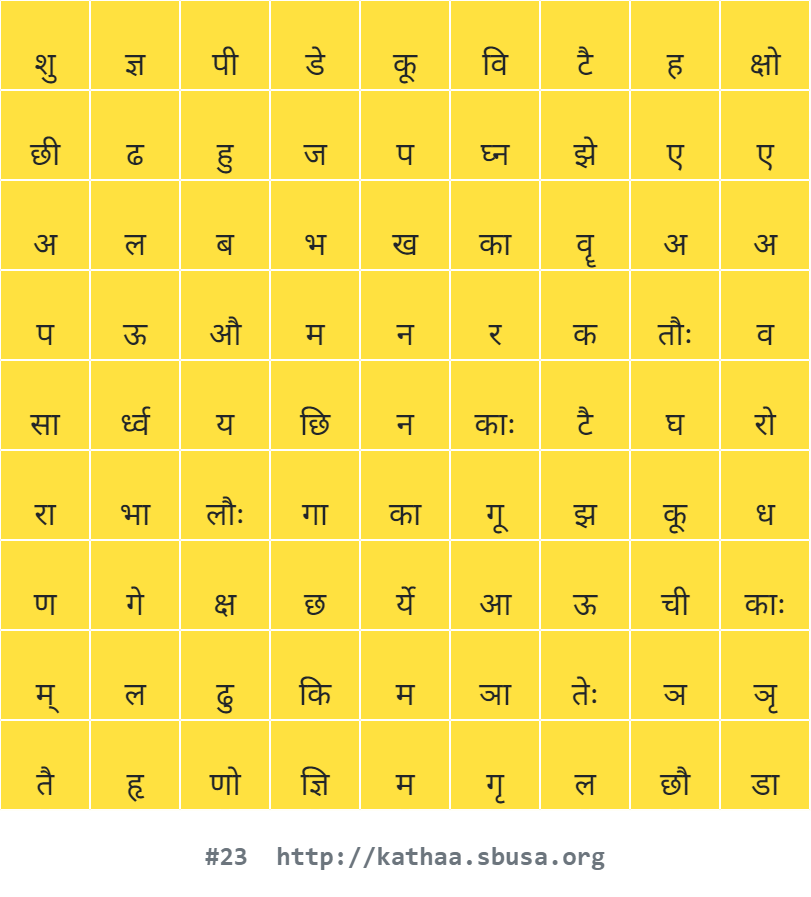 शु ज्ञ पी डे कू वि टै ह क्षो
छी ढ हु ज प घ्न झे ए ए
अ ल ब भ ख का वॄ अ अ
प ऊ औ म न र क तौः व
सा र्ध्व य छि न काः टै घ रो
रा भा लौः गा का गू झ कू ध
ण गे क्ष छ र्ये आ ऊ ची काः
म् ल ढु कि म ञा तेः ञ ञृ
तै हृ णो ज्ञि म गृ ल छौ डा
#23 http://kathaa.sbusa.org